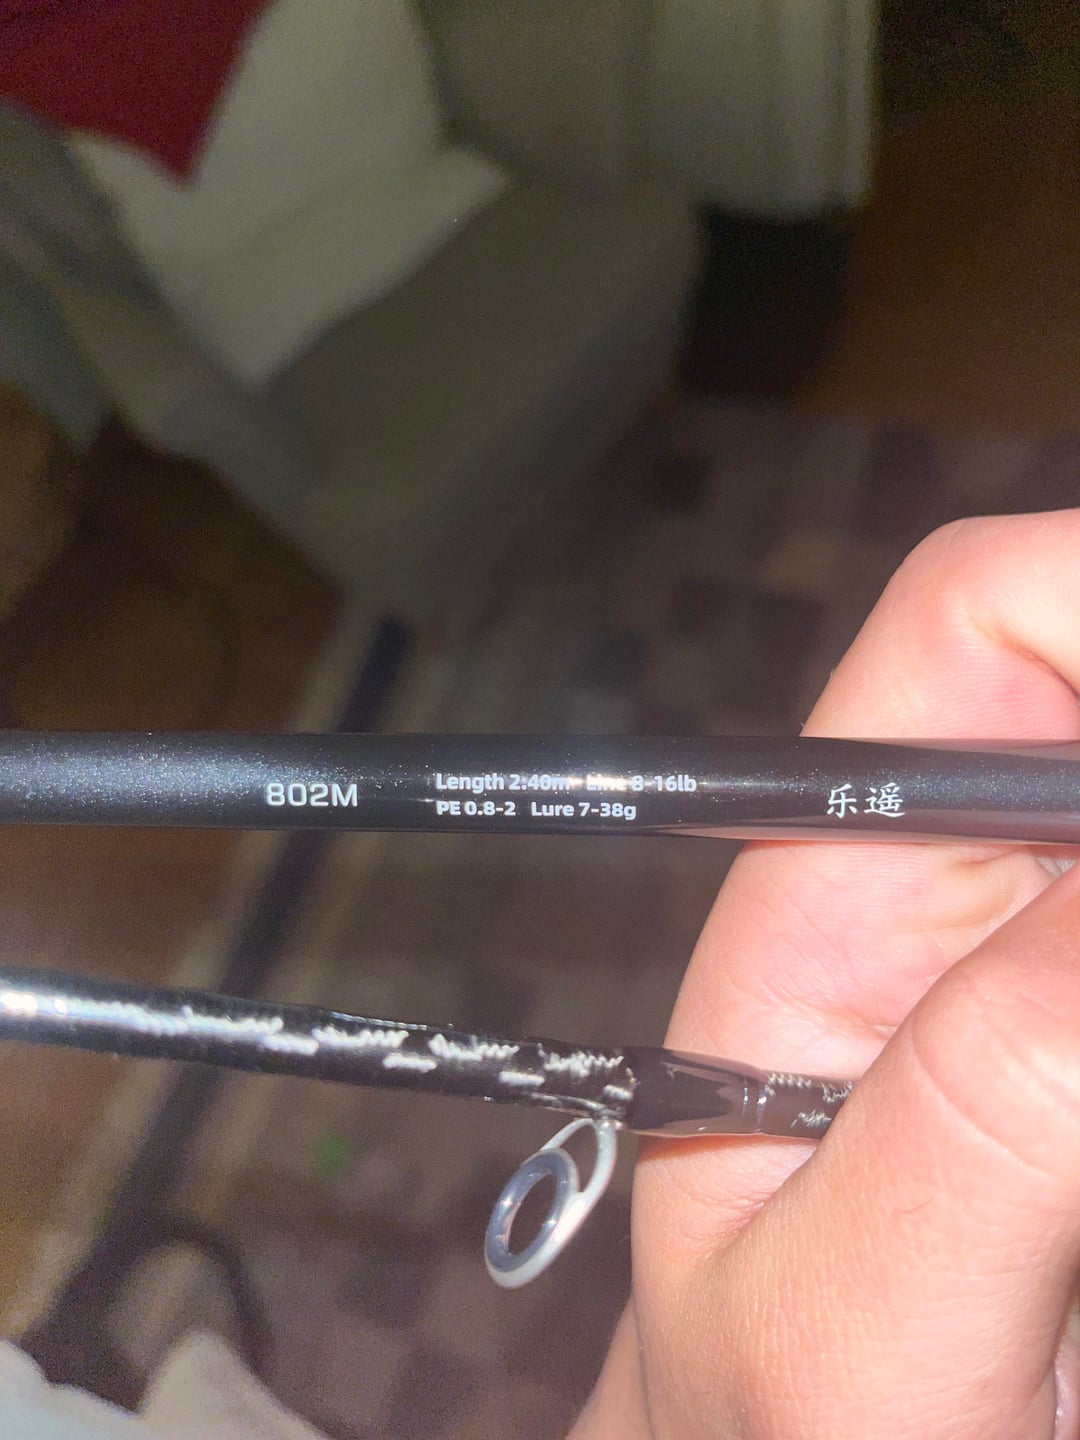 802M
Length 2.40m Line 8-16lb
PE 0.8-2 Lure 7-38g
乐遥